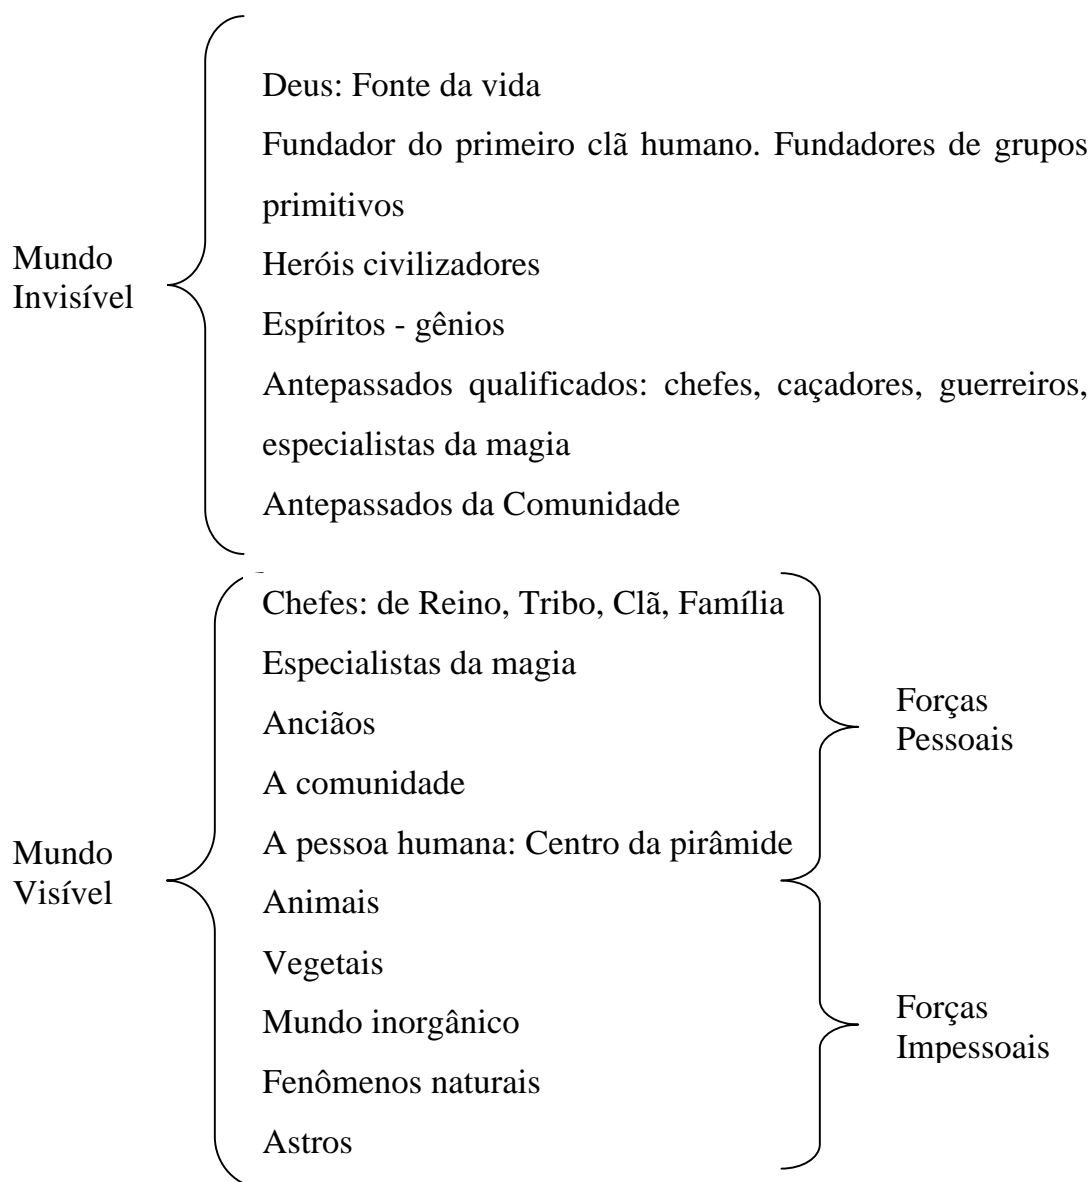 Deus: Fonte da vida
Fundador do primeiro clã humano. Fundadores de grupos
primitivos
Mundo
Invisível
Heróis civilizadores
Espíritos - gênios
Antepassados qualificados: chefes, caçadores, guerreiros,
especialistas da magia
Antepassados da Comunidade
Chefes: de Reino, Tribo, Clã, Família
Especialistas da magia
Anciãos
A comunidade
A pessoa humana: Centro da pirâmide
Forças
Pessoais
Mundo
Visível
Animais
Vegetais
Mundo inorgânico
Fenômenos naturais
Astros
Forças
Impessoais